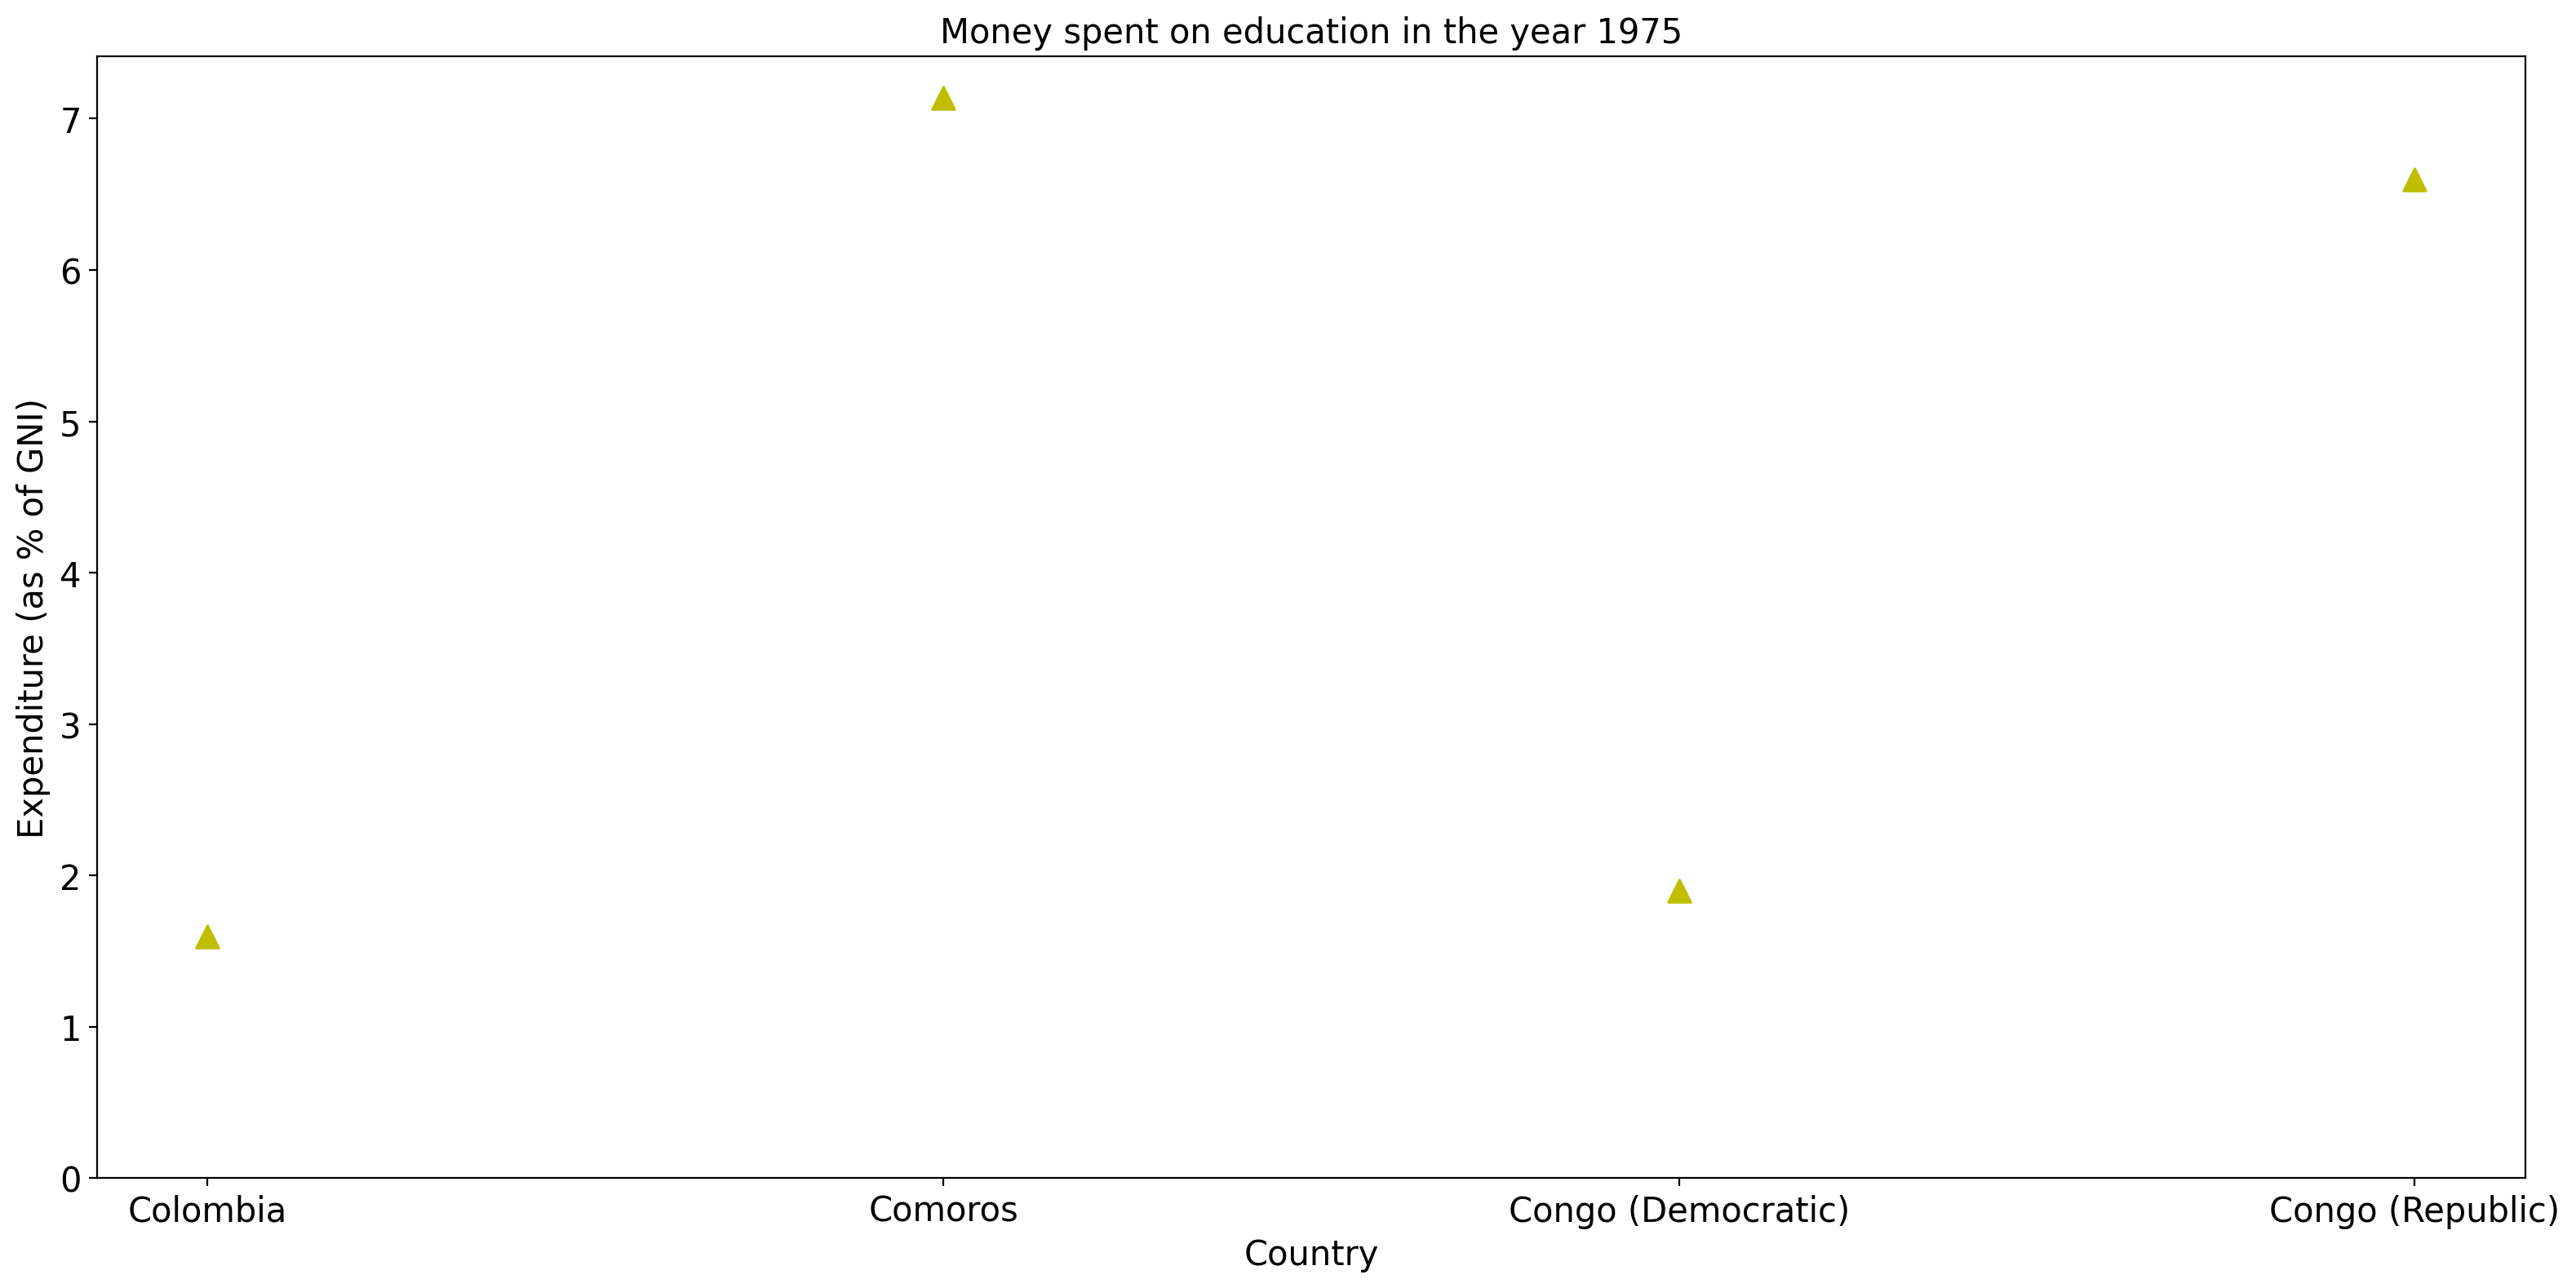 Money spent on education in the year 1975
Expenditure (as % of GNI)
7
6
5
4
3
2
1
0
Colombia
Comoros
Congo (Democratic)
Congo (Republic)
Country